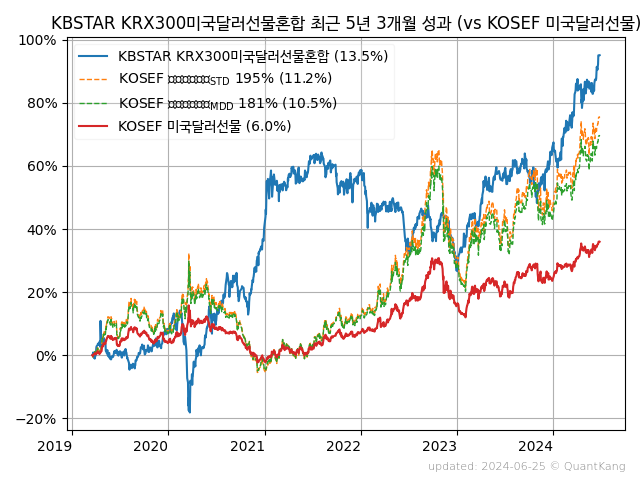 KBSTAR KRX300미국달러선물혼합 최근 5년 3개월 성과 (vs KOSEF 미국달러선물)
100%
80%
60%
40%
20%
0%
−20%
KBSTAR KRX300미국달러선물혼합 (13.5%)
KOSEF STD 195% (11.2%)
KOSEF MDD 181% (10.5%)
KOSEF 미국달러선물 (6.0%)
2019 2020 2021 2022 2023 2024
updated: 2024-06-25 © QuantKang